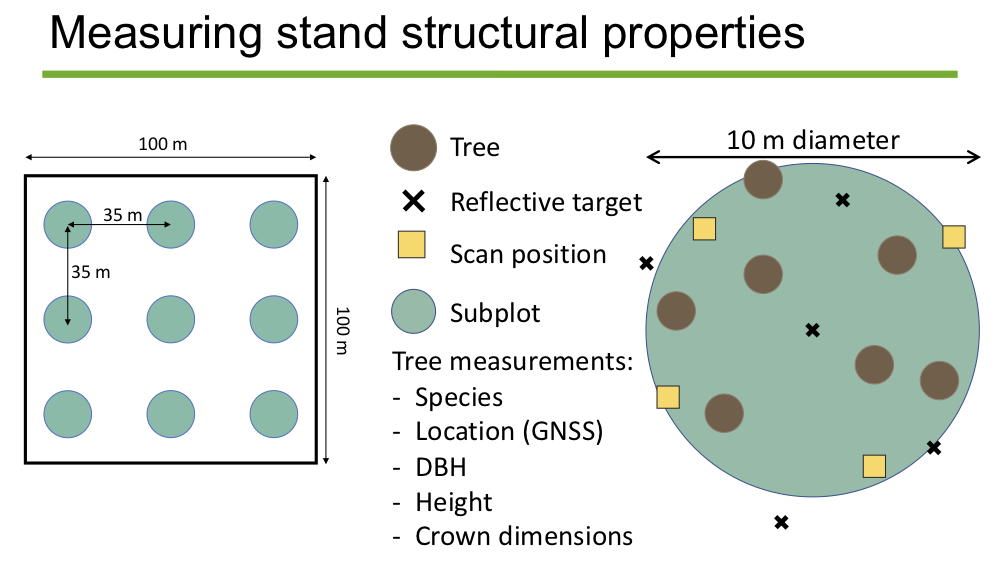 Measuring stand structural properties
100 m
35 m
35 m
100 m
Tree
Reflective target
Scan position
Subplot
Tree measurements:
- Species
- Location (GNSS)
- DBH
- Height
- Crown dimensions
10 m diameter